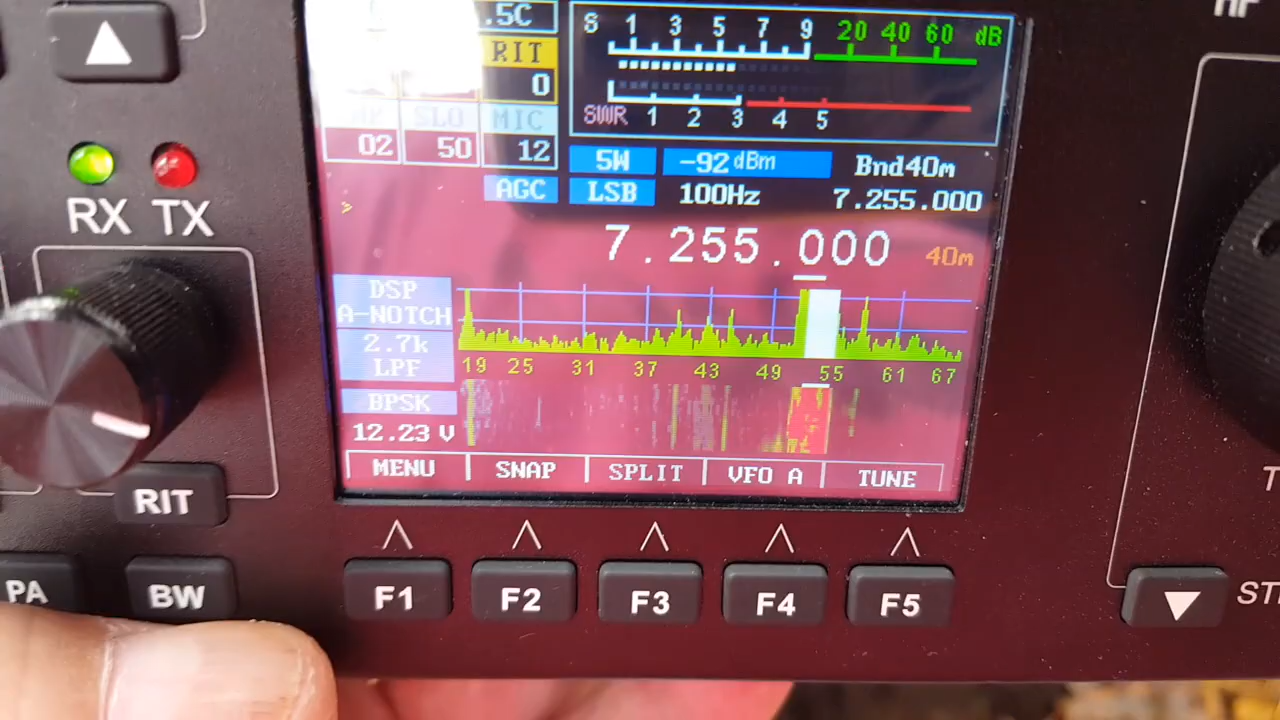 .5C
S 1 3 5 7 9 20 40 60 dB
RIT
0
SLO MIC
SWR 1 2 3 4 5
02 50 12
5W -92 dBm Bnd40m
AGC LSB 100Hz 7.255.000
>
RX TX
7.255.000 40m
DSP
A-NOTCH
2.7k
LPF
19 25 31 37 43 49 55 61 67
BPSK
12.23 V
MENU SNAP SPLIT VFO A TUNE
RIT
PA BW F1 F2 F3 F4 F5